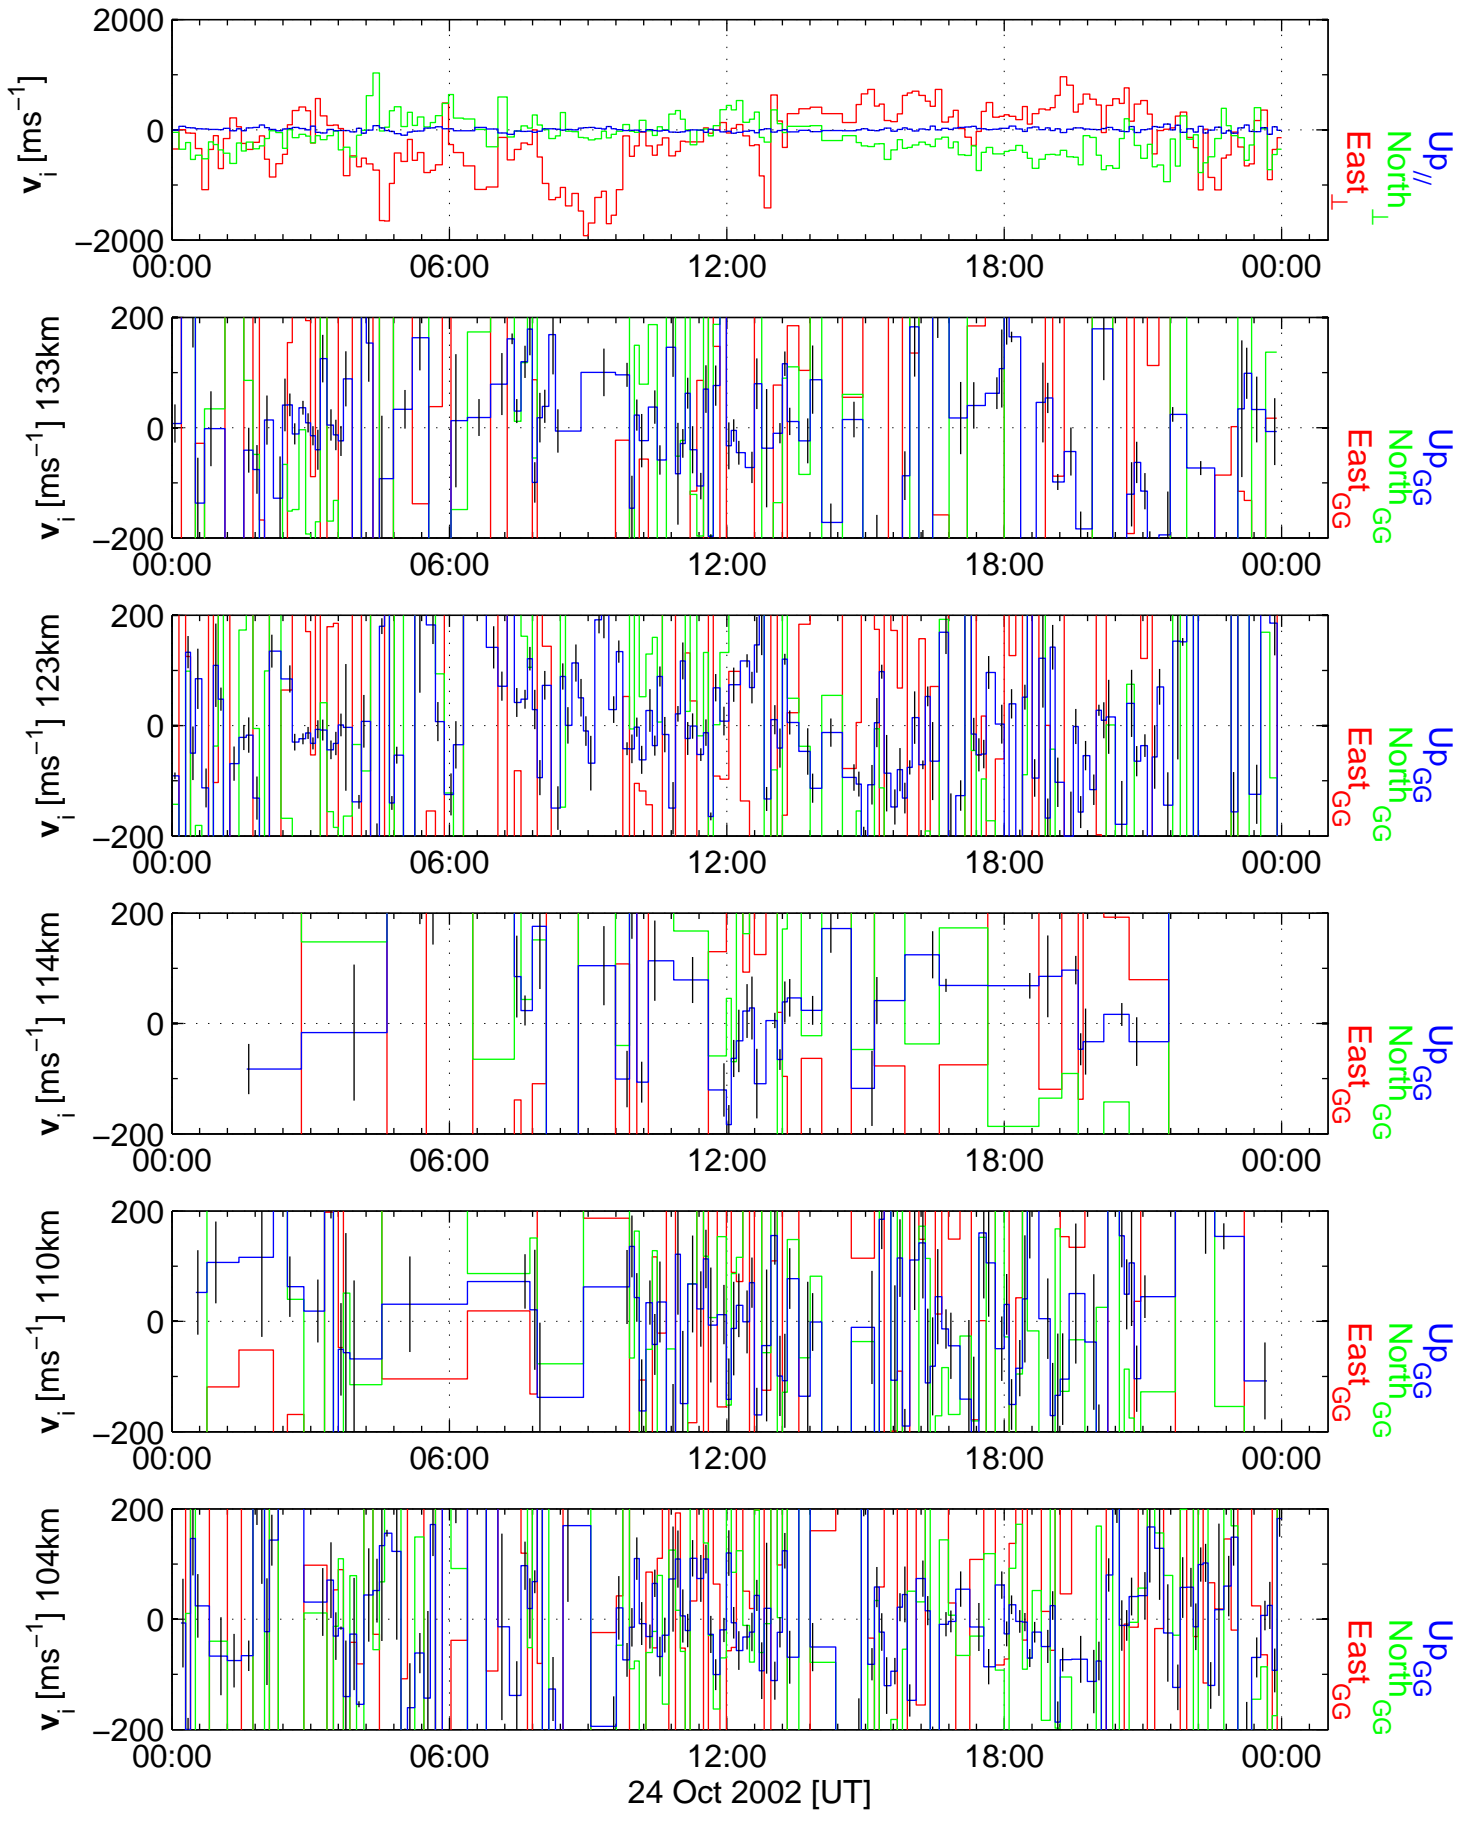 v_i [ms^−1]
2000
0
−2000
00:00 06:00 12:00 18:00 00:00
Up_//
North_⊥
East_⊥
v_i [ms^−1] 133km
200
0
−200
00:00 06:00 12:00 18:00 00:00
Up_GG
North_GG
East_GG
v_i [ms^−1] 123km
200
0
−200
00:00 06:00 12:00 18:00 00:00
Up_GG
North_GG
East_GG
v_i [ms^−1] 114km
200
0
−200
00:00 06:00 12:00 18:00 00:00
Up_GG
North_GG
East_GG
v_i [ms^−1] 110km
200
0
−200
00:00 06:00 12:00 18:00 00:00
Up_GG
North_GG
East_GG
v_i [ms^−1] 104km
200
0
−200
00:00 06:00 12:00 18:00 00:00
Up_GG
North_GG
East_GG
24 Oct 2002 [UT]